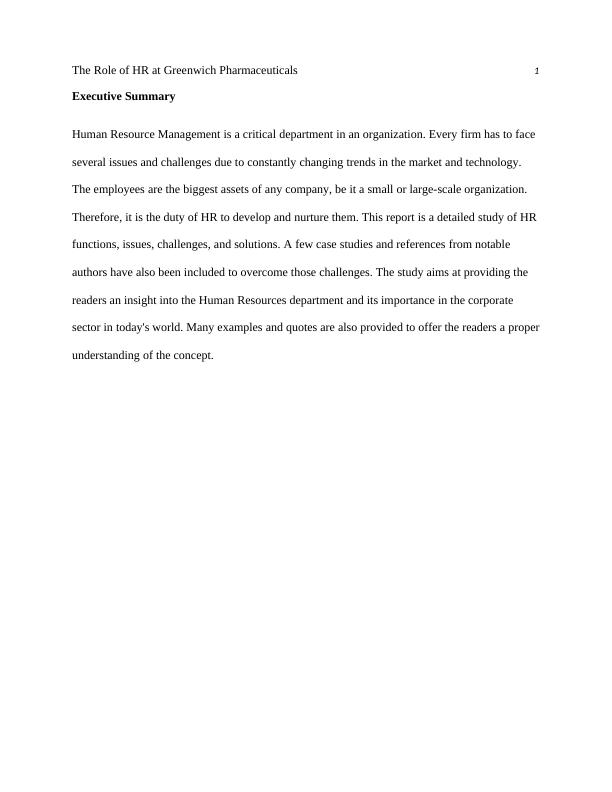 The Role of HR at Greenwich Pharmaceuticals 1
Executive Summary
Human Resource Management is a critical department in an organization. Every firm has to face
several issues and challenges due to constantly changing trends in the market and technology.
The employees are the biggest assets of any company, be it a small or large-scale organization.
Therefore, it is the duty of HR to develop and nurture them. This report is a detailed study of HR
functions, issues, challenges, and solutions. A few case studies and references from notable
authors have also been included to overcome those challenges. The study aims at providing the
readers an insight into the Human Resources department and its importance in the corporate
sector in today's world. Many examples and quotes are also provided to offer the readers a proper
understanding of the concept.